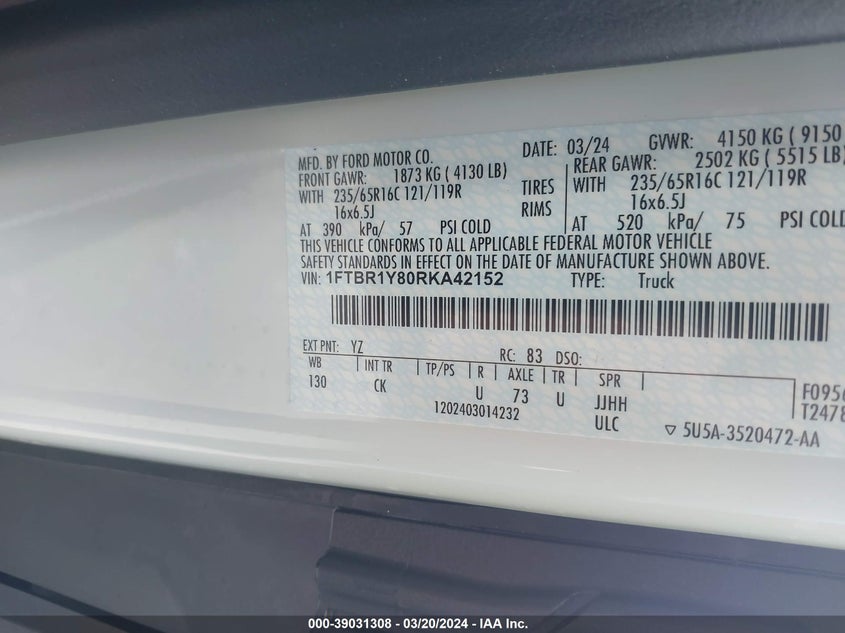 MFD. BY FORD MOTOR CO.
DATE: 03/24 GVWR: 4150 KG ( 9150
FRONT GAWR: 1873 KG ( 4130 LB)
REAR GAWR: 2502 KG ( 5515 LB)
WITH 235/65R16C 121/119R TIRES WITH 235/65R16C 121/119R
16x6.5J RIMS 16x6.5J
AT 390 kPa/ 57 PSI COLD AT 520 kPa/ 75 PSI COLD
THIS VEHICLE CONFORMS TO ALL APPLICABLE FEDERAL MOTOR VEHICLE
SAFETY STANDARDS IN EFFECT ON THE DATE OF MANUFACTURE SHOWN ABOVE.
VIN: 1FTBR1Y80RKA42152 TYPE: Truck
EXT PNT: YZ RC: 83 DSO:
WB INT TR TP/PS R AXLE TR SPR
130 CK U 73 U JJHH
1202403014232 ULC
F095
T2478
▽ 5U5A-3520472-AA
000-39031308 - 03/20/2024 - IAA Inc.